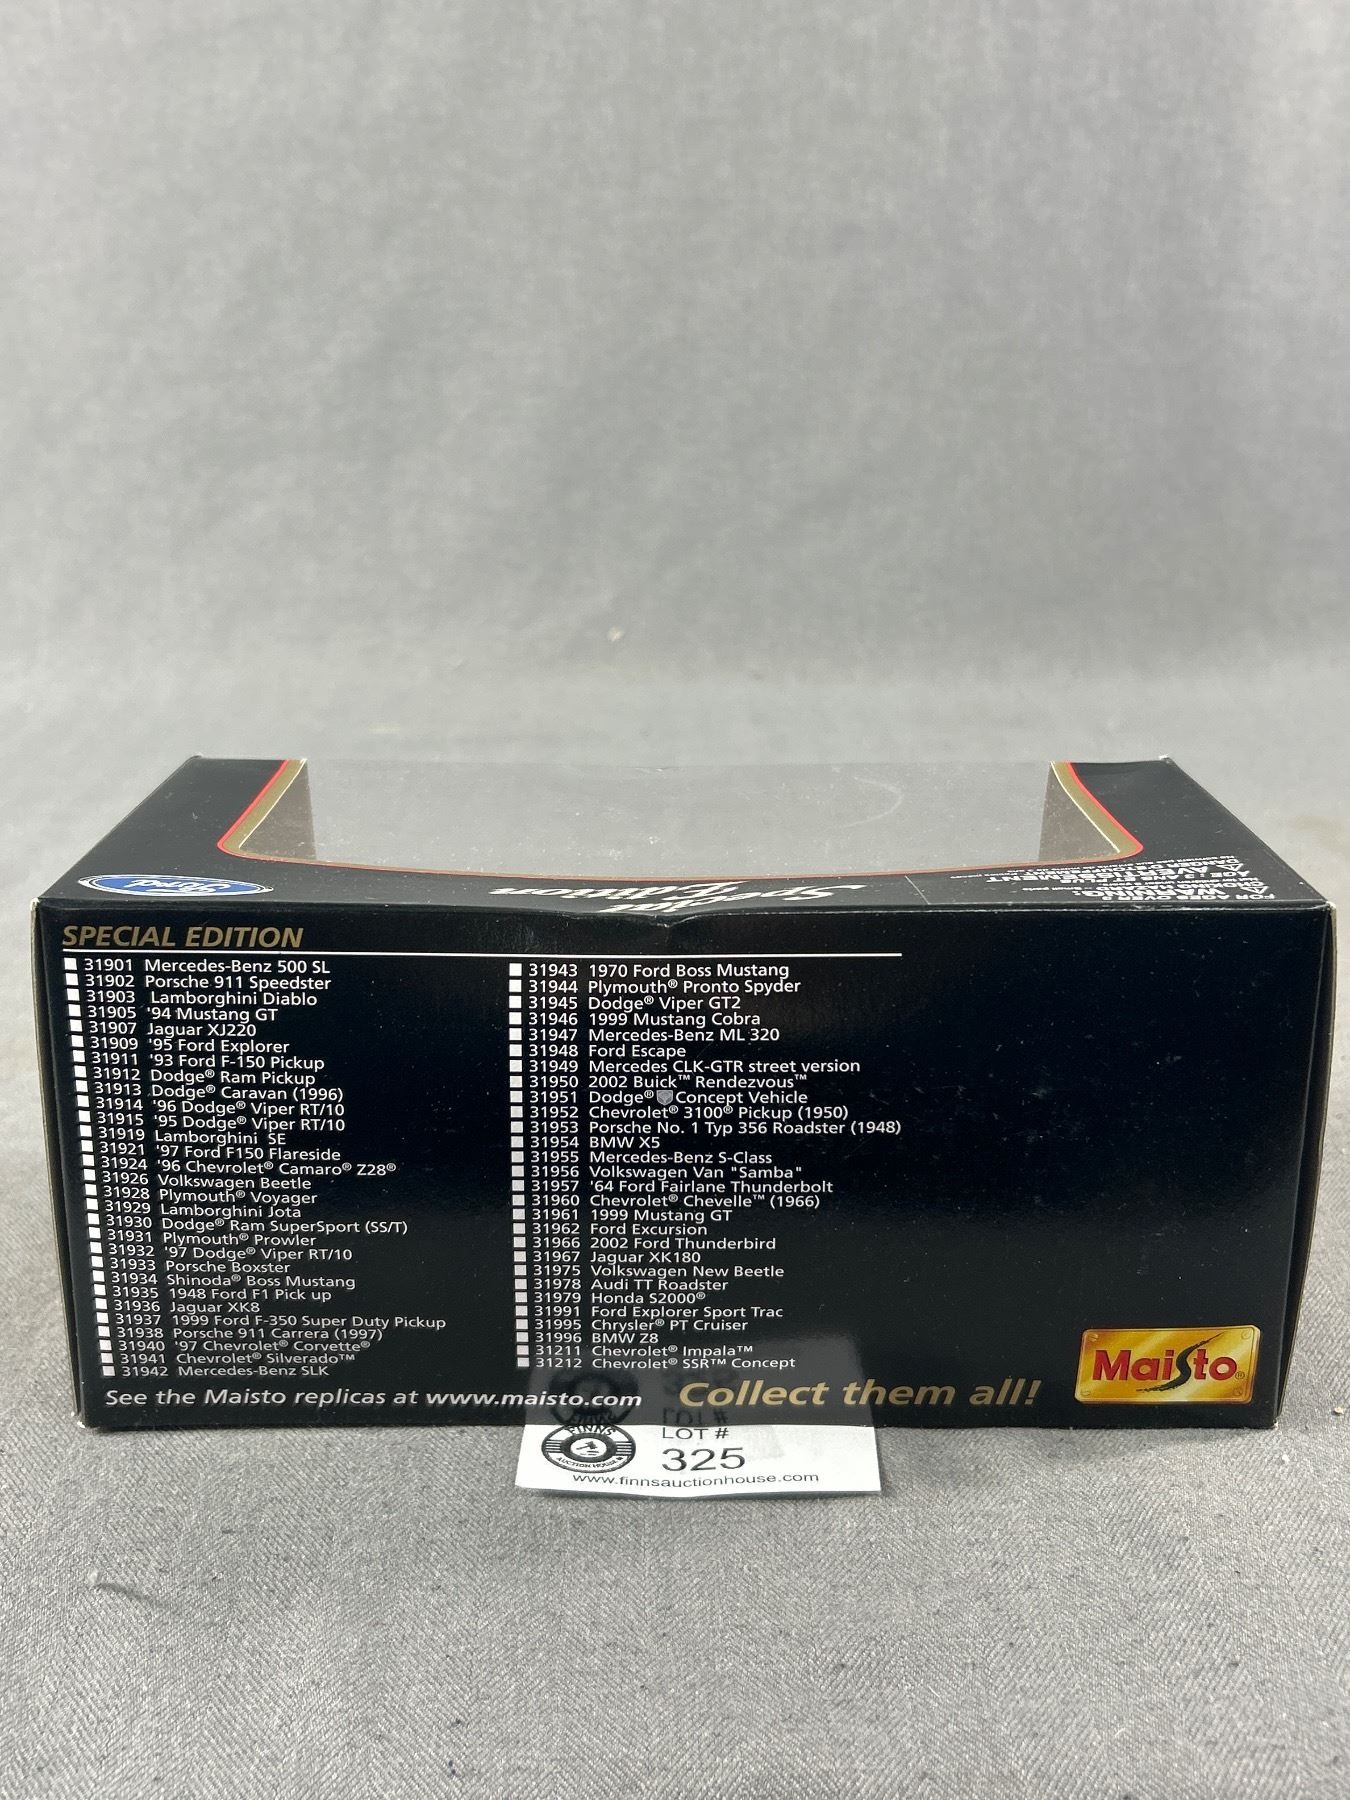 Ford
Special Edition
SPECIAL EDITION
31901 Mercedes-Benz 500 SL
31902 Porsche 911 Speedster
31903 Lamborghini Diablo
31905 '94 Mustang GT
31907 Jaguar XJ220
31909 '95 Ford Explorer
31911 '93 Ford F-150 Pickup
31912 Dodge® Ram Pickup
31913 Dodge® Caravan (1996)
31914 '96 Dodge® Viper RT/10
31915 '95 Dodge® Viper RT/10
31919 Lamborghini SE
31921 '97 Ford F150 Flareside
31924 '96 Chevrolet® Camaro® Z28®
31926 Volkswagen Beetle
31928 Plymouth® Voyager
31929 Lamborghini Jota
31930 Dodge® Ram SuperSport (SS/T)
31931 Plymouth® Prowler
31932 '97 Dodge® Viper RT/10
31933 Porsche Boxster
31934 Shinoda® Boss Mustang
31935 1948 Ford F1 Pick up
31936 Jaguar XK8
31937 1999 Ford F-350 Super Duty Pickup
31938 Porsche 911 Carrera (1997)
31940 '97 Chevrolet® Corvette®
31941 Chevrolet® Silverado™
31942 Mercedes-Benz SLK
31943 1970 Ford Boss Mustang
31944 Plymouth® Pronto Spyder
31945 Dodge® Viper GT2
31946 1999 Mustang Cobra
31947 Mercedes-Benz ML 320
31948 Ford Escape
31949 Mercedes CLK-GTR street version
31950 2002 Buick™ Rendezvous™
31951 Dodge® Concept Vehicle
31952 Chevrolet® 3100® Pickup (1950)
31953 Porsche No. 1 Typ 356 Roadster (1948)
31954 BMW X5
31955 Mercedes-Benz S-Class
31956 Volkswagen Van "Samba"
31957 '64 Ford Fairlane Thunderbolt
31960 Chevrolet® Chevelle™ (1966)
31961 1999 Mustang GT
31962 Ford Excursion
31966 2002 Ford Thunderbird
31967 Jaguar XK180
31975 Volkswagen New Beetle
31978 Audi TT Roadster
31979 Honda S2000®
31991 Ford Explorer Sport Trac
31995 Chrysler® PT Cruiser
31996 BMW Z8
31211 Chevrolet® Impala™
31212 Chevrolet® SSR™ Concept
See the Maisto replicas at www.maisto.com
Collect them all!
Maisto®
FINNS
AUCTION HOUSE
LOT #
325
www.finnsauctionhouse.com